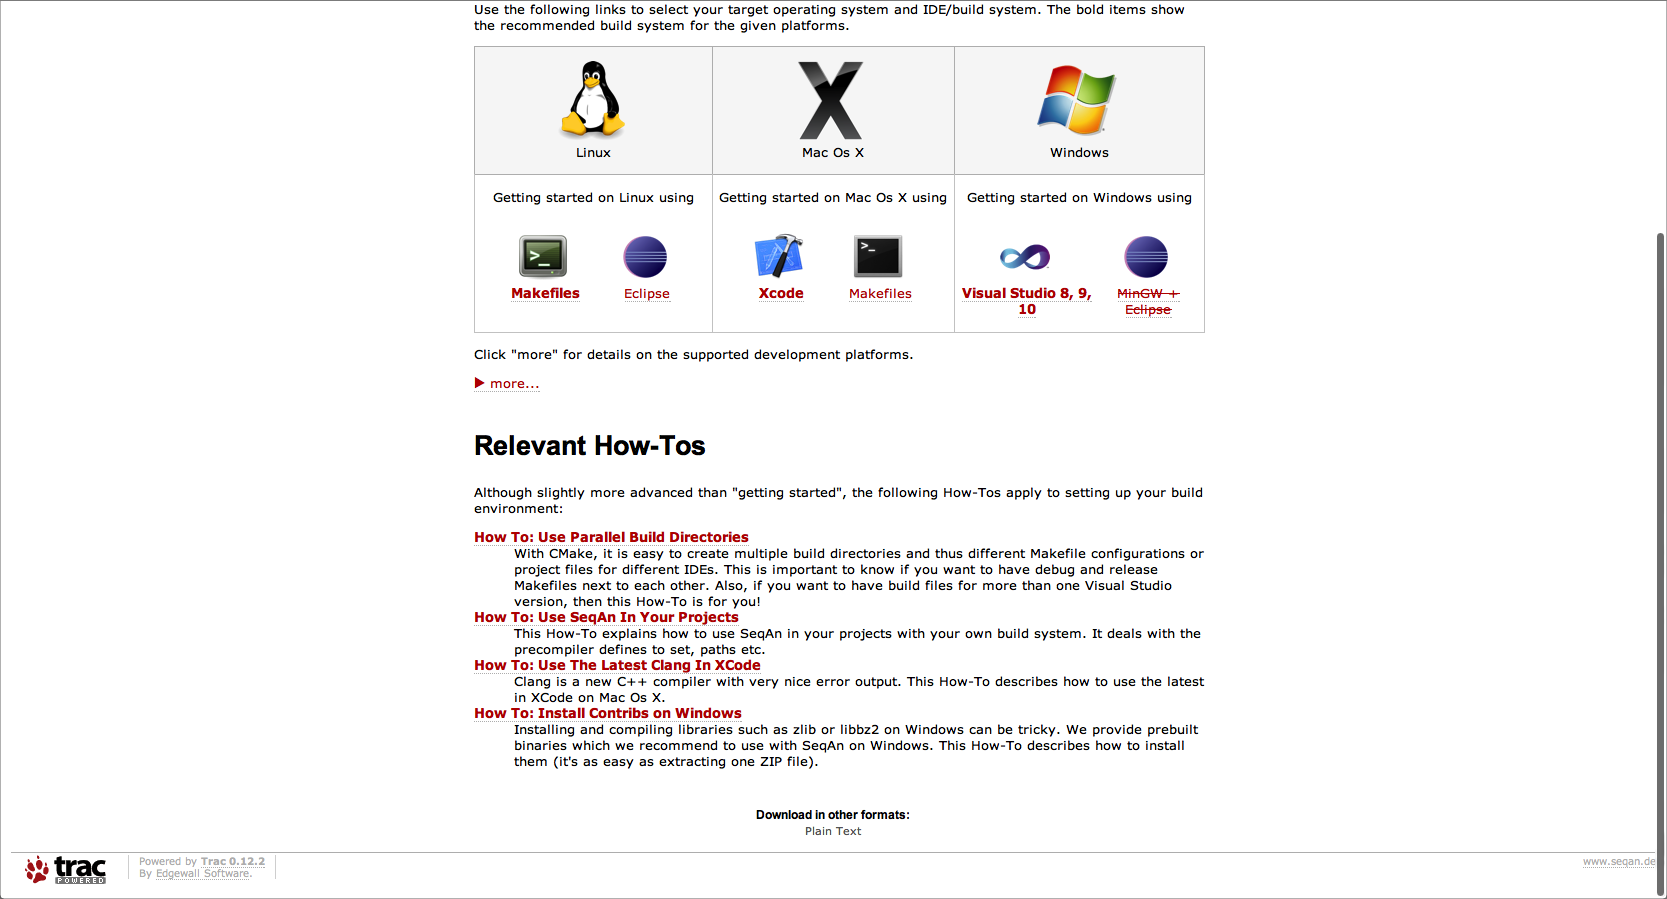 Use the following links to select your target operating system and IDE/build system. The bold items show
the recommended build system for the given platforms.
Linux
Mac Os X
Windows
Getting started on Linux using
Getting started on Mac Os X using
Getting started on Windows using
>_
>_
Makefiles
Eclipse
Xcode
Makefiles
Visual Studio 8, 9,
10
MinGW +
Eclipse
Click "more" for details on the supported development platforms.
more...
Relevant How-Tos
Although slightly more advanced than "getting started", the following How-Tos apply to setting up your build
environment:
How To: Use Parallel Build Directories
With CMake, it is easy to create multiple build directories and thus different Makefile configurations or
project files for different IDEs. This is important to know if you want to have debug and release
Makefiles next to each other. Also, if you want to have build files for more than one Visual Studio
version, then this How-To is for you!
How To: Use SeqAn In Your Projects
This How-To explains how to use SeqAn in your projects with your own build system. It deals with the
precompiler defines to set, paths etc.
How To: Use The Latest Clang In XCode
Clang is a new C++ compiler with very nice error output. This How-To describes how to use the latest
in XCode on Mac Os X.
How To: Install Contribs on Windows
Installing and compiling libraries such as zlib or libbz2 on Windows can be tricky. We provide prebuilt
binaries which we recommend to use with SeqAn on Windows. This How-To describes how to install
them (it's as easy as extracting one ZIP file).
Download in other formats:
Plain Text
trac
POWERED
Powered by Trac 0.12.2
By Edgewall Software.
www.seqan.de